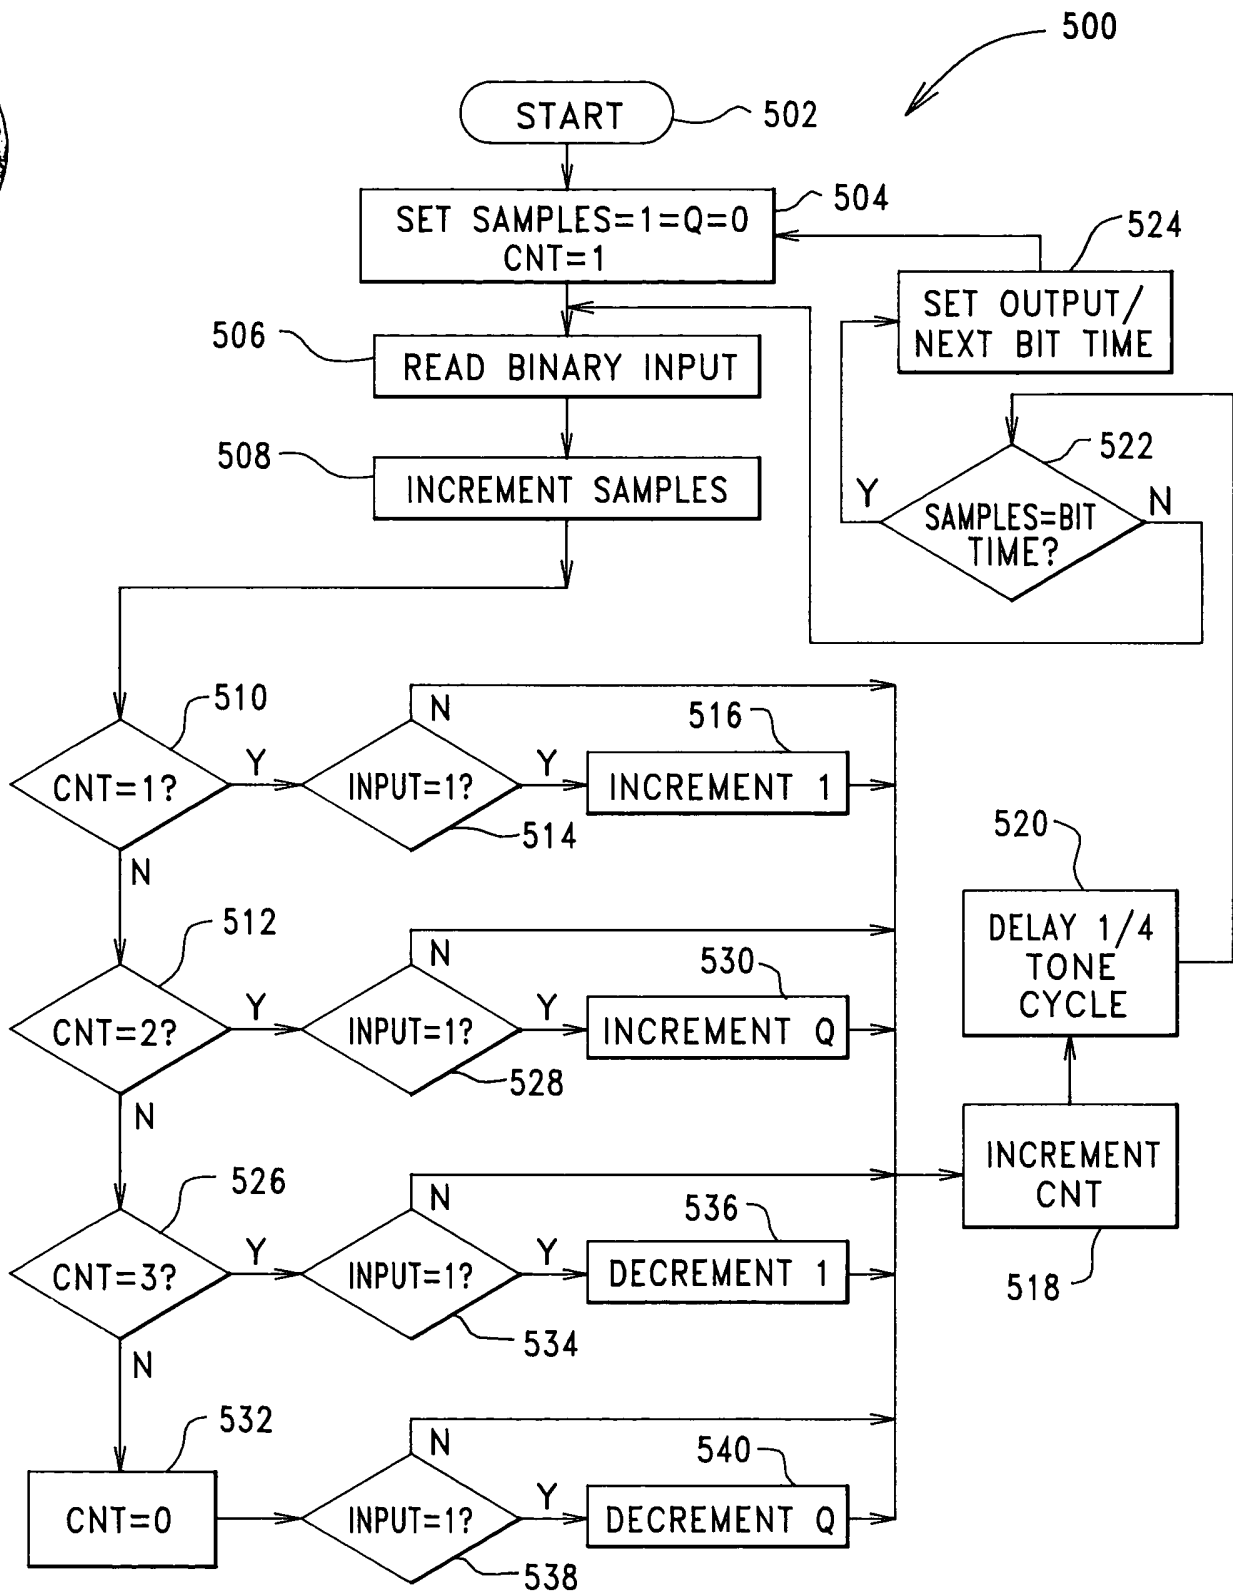 500
START
502
SET SAMPLES=1=Q=0
CNT=1
504
524
SET OUTPUT/
NEXT BIT TIME
506
READ BINARY INPUT
508
INCREMENT SAMPLES
522
Y
SAMPLES=BIT
TIME?
N
510
CNT=1?
Y
N
INPUT=1?
N
Y
514
516
INCREMENT 1
512
CNT=2?
Y
N
INPUT=1?
N
Y
528
530
INCREMENT Q
520
DELAY 1/4
TONE
CYCLE
526
CNT=3?
Y
N
INPUT=1?
N
Y
534
536
DECREMENT 1
INCREMENT
CNT
518
532
CNT=0
INPUT=1?
N
Y
538
540
DECREMENT Q